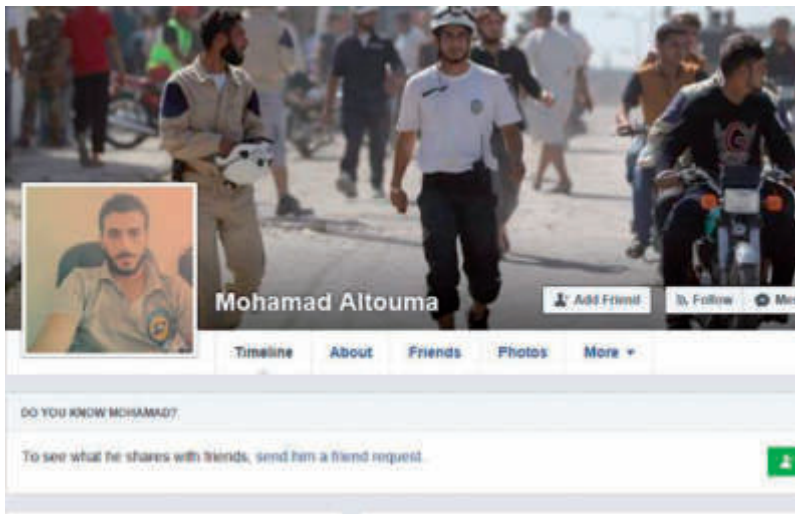 Mohamad Altouma
Add Friend
Follow
Timeline
About
Friends
Photos
More
DO YOU KNOW MOHAMAD?
To see what he shares with friends, send him a friend request.